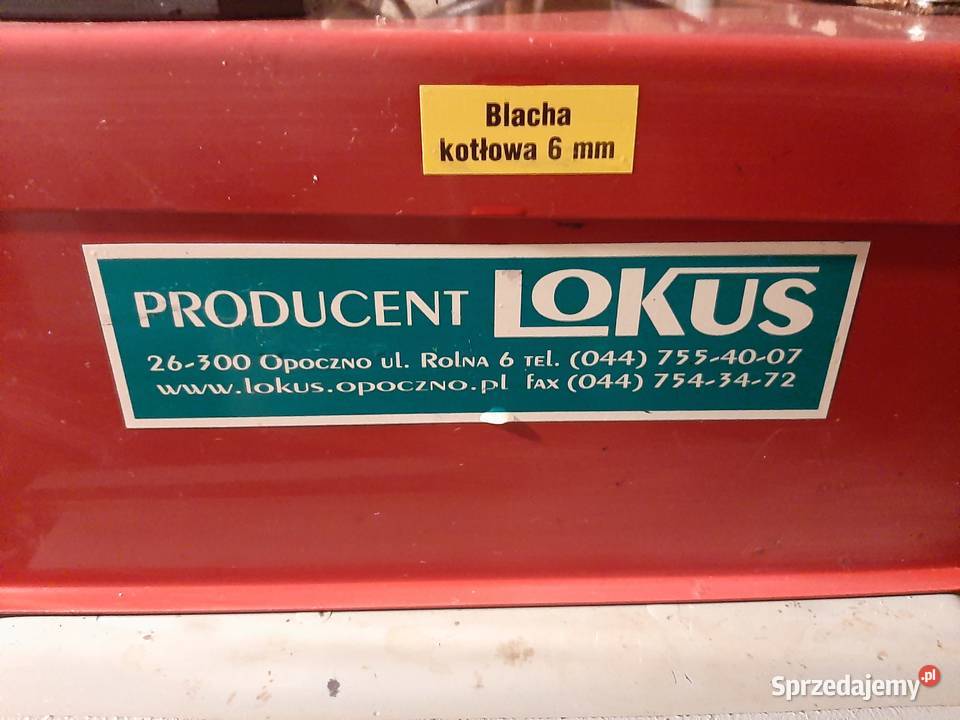 Blacha
kotłowa 6 mm
PRODUCENT LOKUS
26-300 Opoczno ul. Rolna 6 tel. (044) 755-40-07
www.lokus.opoczno.pl fax (044) 754-34-72
Sprzedajemy.pl